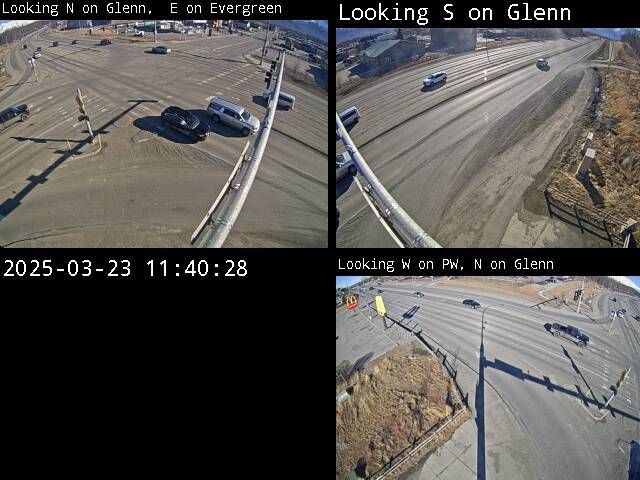 Looking N on Glenn,  E on Evergreen
Looking S on Glenn
2025-03-23 11:40:28
Looking W on PW, N on Glenn